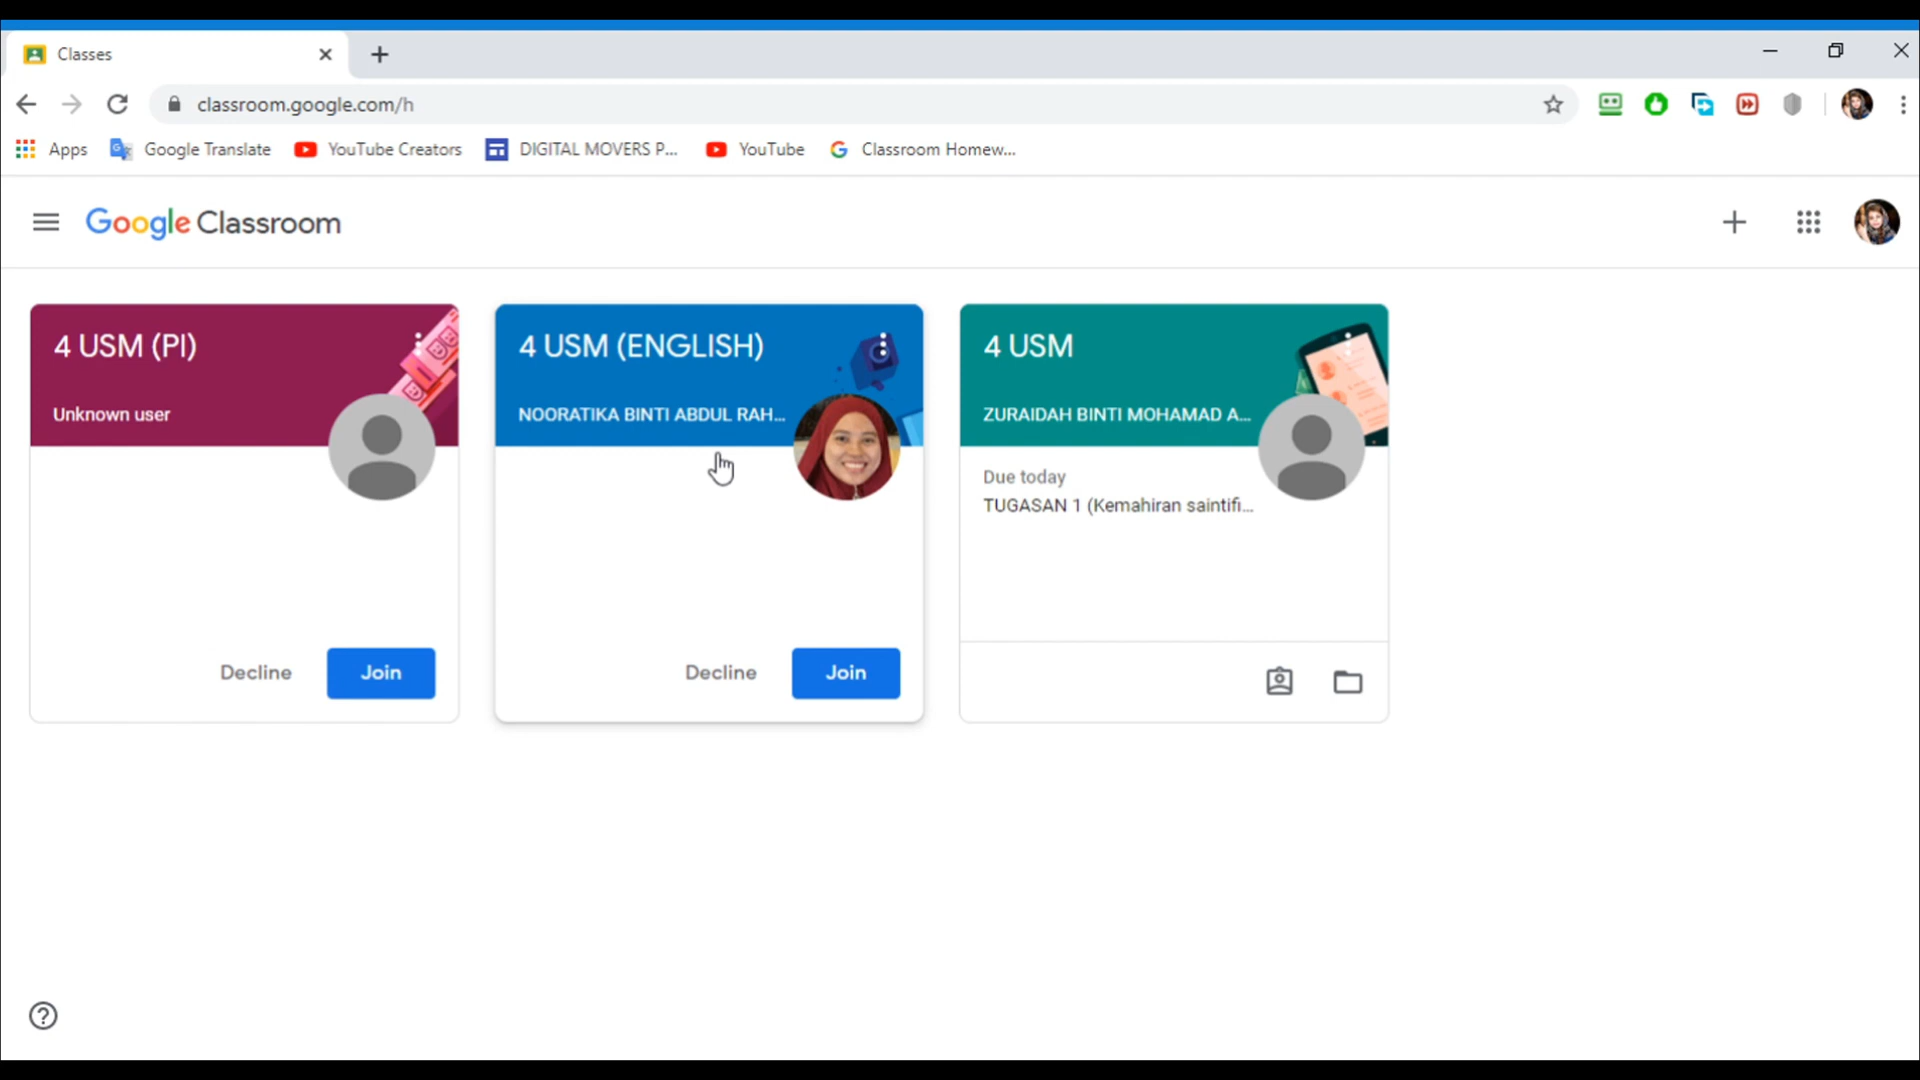 Classes
classroom.google.com/h
Apps
Google Translate
YouTube Creators
DIGITAL MOVERS P...
YouTube
Classroom Homew...
Google Classroom
4 USM (PI)
Unknown user
Decline
Join
4 USM (ENGLISH)
NOORATIKA BINTI ABDUL RAH...
Decline
Join
4 USM
ZURAIDAH BINTI MOHAMAD A...
Due today
TUGASAN 1 (Kemahiran saintifi...